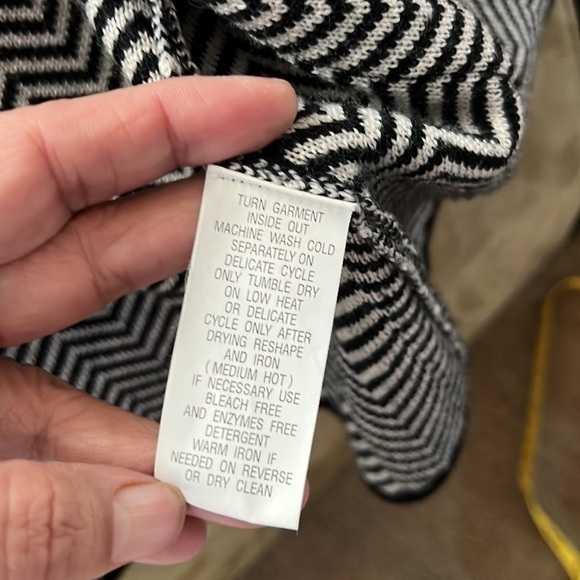 TURN GARMENT
INSIDE OUT
MACHINE WASH COLD
SEPARATELY ON
DELICATE CYCLE
ONLY TUMBLE DRY
ON LOW HEAT
OR DELICATE
CYCLE ONLY AFTER
DRYING RESHAPE
AND IRON
( MEDIUM HOT )
IF NECESSARY USE
BLEACH FREE
AND ENZYMES FREE
DETERGENT
WARM IRON IF
NEEDED ON REVERSE
OR DRY CLEAN